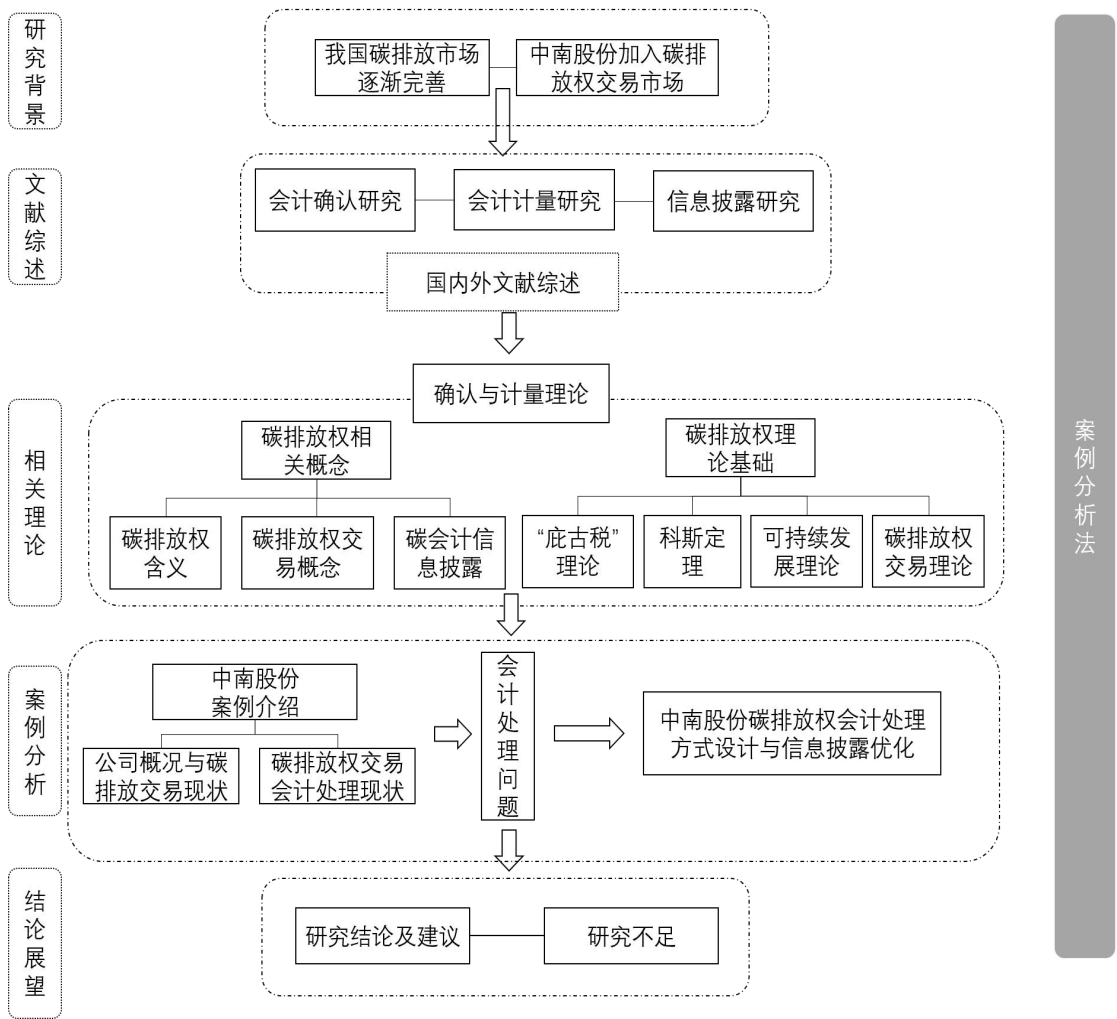 研究背景
我国碳排放市场
逐渐完善
中南股份加入碳排
放权交易市场
文献综述
会计确认研究
会计计量研究
信息披露研究
国内外文献综述
相关理论
确认与计量理论
碳排放权相
关概念
碳排放权理
论基础
碳排放权
含义
碳排放权交
易概念
碳会计信
息披露
“庇古税”
理论
科斯定
理
可持续发
展理论
碳排放权
交易理论
案例分析
中南股份
案例介绍
公司概况与碳
排放交易现状
碳排放权交易
会计处理现状
会计处理问题
中南股份碳排放权会计处理
方式设计与信息披露优化
结论展望
研究结论及建议
研究不足
案例分析法